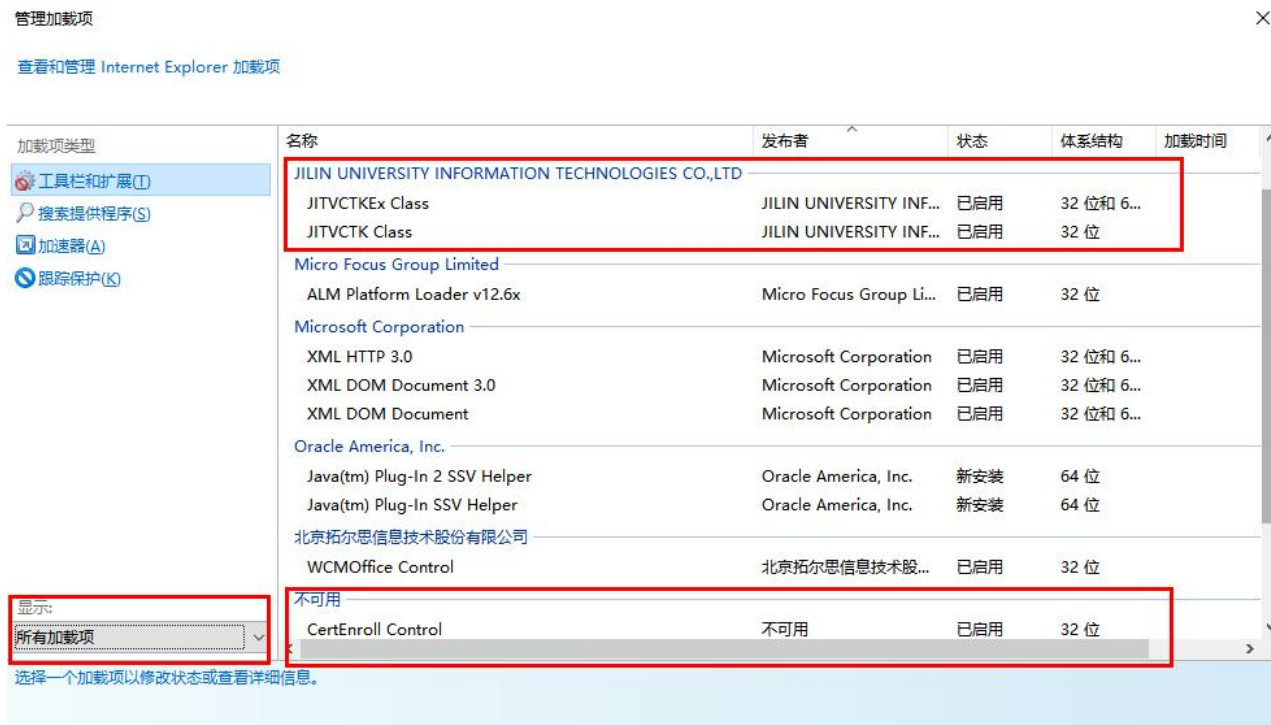 管理加载项
查看和管理 Internet Explorer 加载项
加载项类型
工具栏和扩展(T)
搜索提供程序(S)
加速器(A)
跟踪保护(K)
显示:
所有加载项
名称 发布者 状态 体系结构 加载时间
JILIN UNIVERSITY INFORMATION TECHNOLOGIES CO.,LTD
JITVCTKEx Class JILIN UNIVERSITY INF... 已启用 32 位和 6...
JITVCTK Class JILIN UNIVERSITY INF... 已启用 32 位
Micro Focus Group Limited
ALM Platform Loader v12.6x Micro Focus Group Li... 已启用 32 位
Microsoft Corporation
XML HTTP 3.0 Microsoft Corporation 已启用 32 位和 6...
XML DOM Document 3.0 Microsoft Corporation 已启用 32 位和 6...
XML DOM Document Microsoft Corporation 已启用 32 位和 6...
Oracle America, Inc.
Java(tm) Plug-In 2 SSV Helper Oracle America, Inc. 新安装 64 位
Java(tm) Plug-In SSV Helper Oracle America, Inc. 新安装 64 位
北京拓尔思信息技术股份有限公司
WCMOffice Control 北京拓尔思信息技术股... 已启用 32 位
不可用
CertEnroll Control 不可用 已启用 32 位
选择一个加载项以修改状态或查看详细信息。